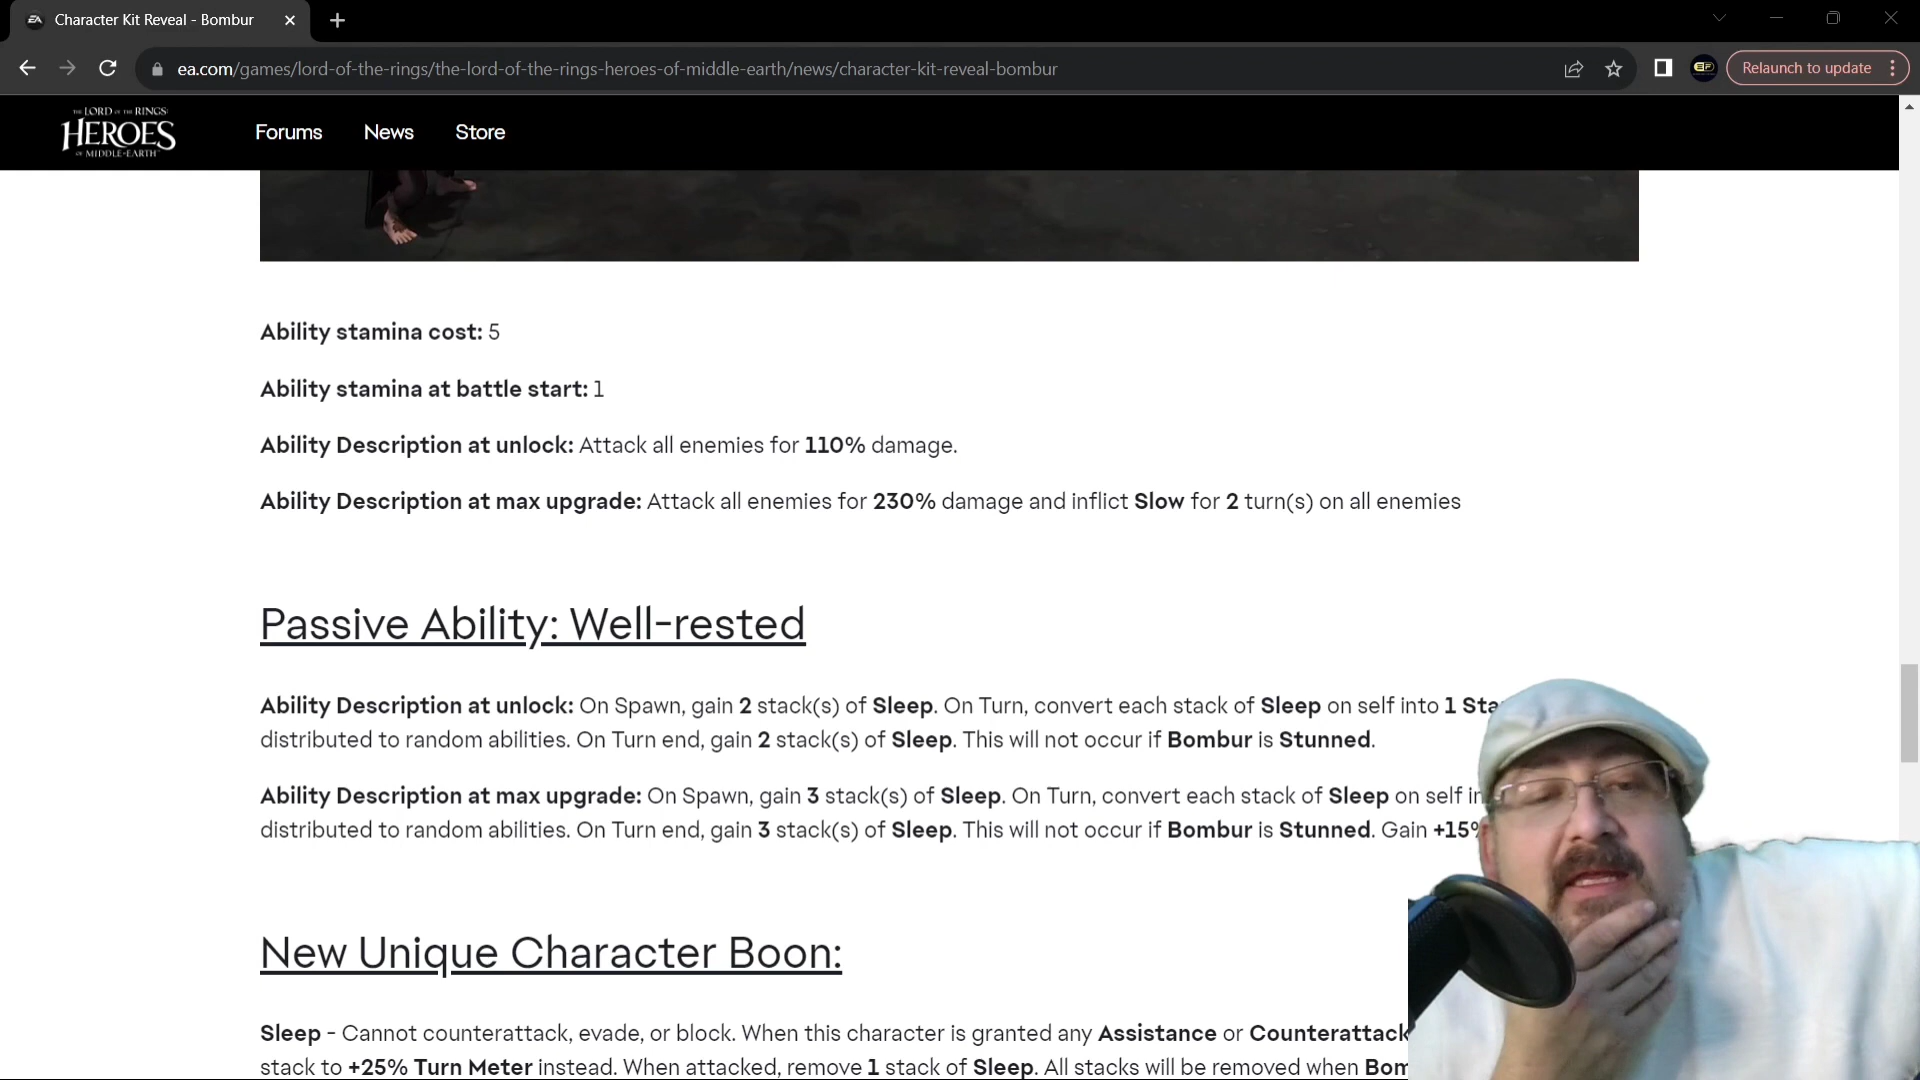 Character Kit Reveal - Bombur
ea.com/games/lord-of-the-rings/the-lord-of-the-rings-heroes-of-middle-earth/news/character-kit-reveal-bombur
Relaunch to update
THE LORD OF THE RINGS
HEROES
OF MIDDLE-EARTH
Forums News Store
Ability stamina cost: 5
Ability stamina at battle start: 1
Ability Description at unlock: Attack all enemies for 110% damage.
Ability Description at max upgrade: Attack all enemies for 230% damage and inflict Slow for 2 turn(s) on all enemies
Passive Ability: Well-rested
Ability Description at unlock: On Spawn, gain 2 stack(s) of Sleep. On Turn, convert each stack of Sleep on self into 1
distributed to random abilities. On Turn end, gain 2 stack(s) of Sleep. This will not occur if Bombur is Stunned.
Ability Description at max upgrade: On Spawn, gain 3 stack(s) of Sleep. On Turn, convert each stack of Sleep on self
distributed to random abilities. On Turn end, gain 3 stack(s) of Sleep. This will not occur if Bombur is Stunned. Gain +15%
New Unique Character Boon:
Sleep - Cannot counterattack, evade, or block. When this character is granted any Assistance or Counterattack
stack to +25% Turn Meter instead. When attacked, remove 1 stack of Sleep. All stacks will be removed when